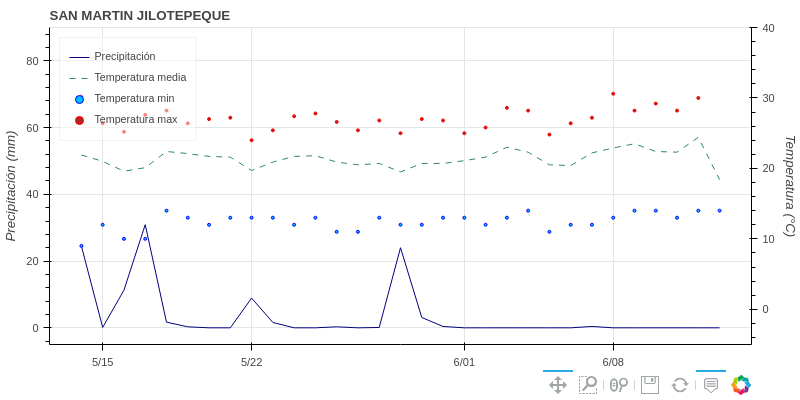 SAN MARTIN JILOTEPEQUE
Precipitación
Temperatura media
Temperatura min
Temperatura max
Precipitación (mm)
80
60
40
20
0
Temperatura (°C)
40
30
20
10
0
5/15
5/22
6/01
6/08